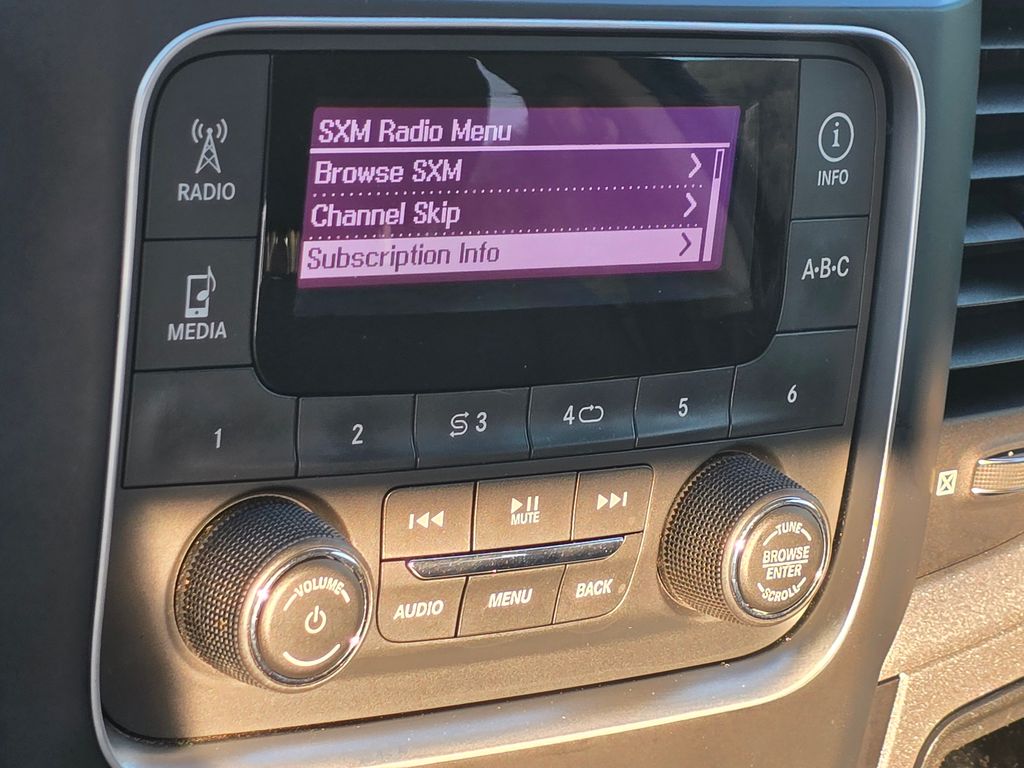 RADIO
MEDIA
SXM Radio Menu
Browse SXM
Channel Skip
Subscription Info
i
INFO
A·B·C
1
2
3
4
5
6
MUTE
AUDIO
MENU
BACK
VOLUME
TUNE
BROWSE
ENTER
SCROLL